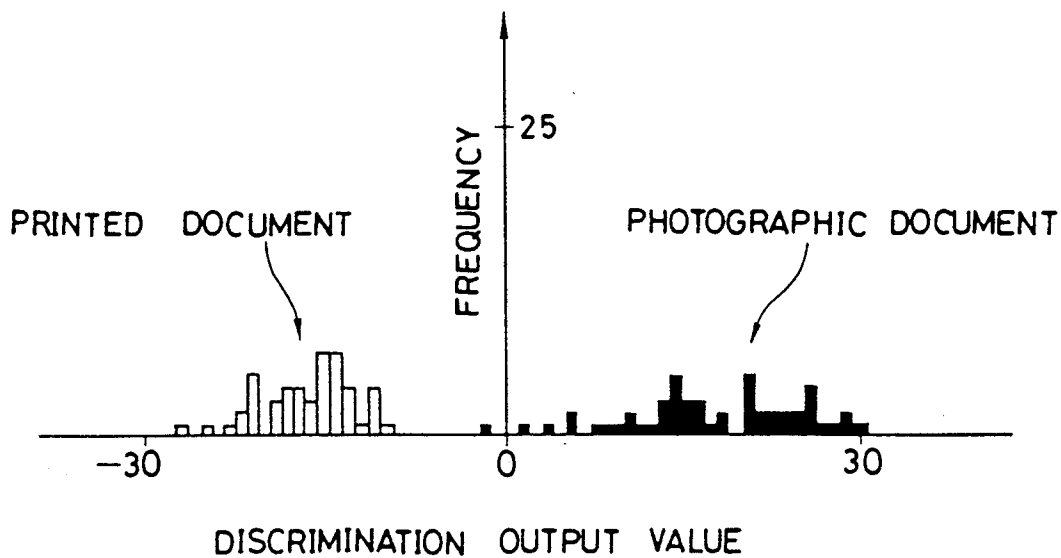 25
FREQUENCY
PRINTED DOCUMENT
PHOTOGRAPHIC DOCUMENT
−30
0
30
DISCRIMINATION OUTPUT VALUE